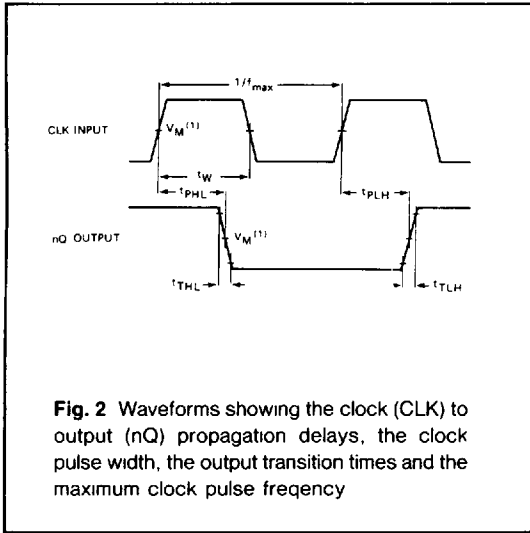 1/fmax
CLK INPUT
VM(1)
tW
tPHL
tPLH
nQ OUTPUT
VM(1)
tTHL
tTLH
Fig. 2 Waveforms showing the clock (CLK) to
output (nQ) propagation delays, the clock
pulse width, the output transition times and the
maximum clock pulse freqency